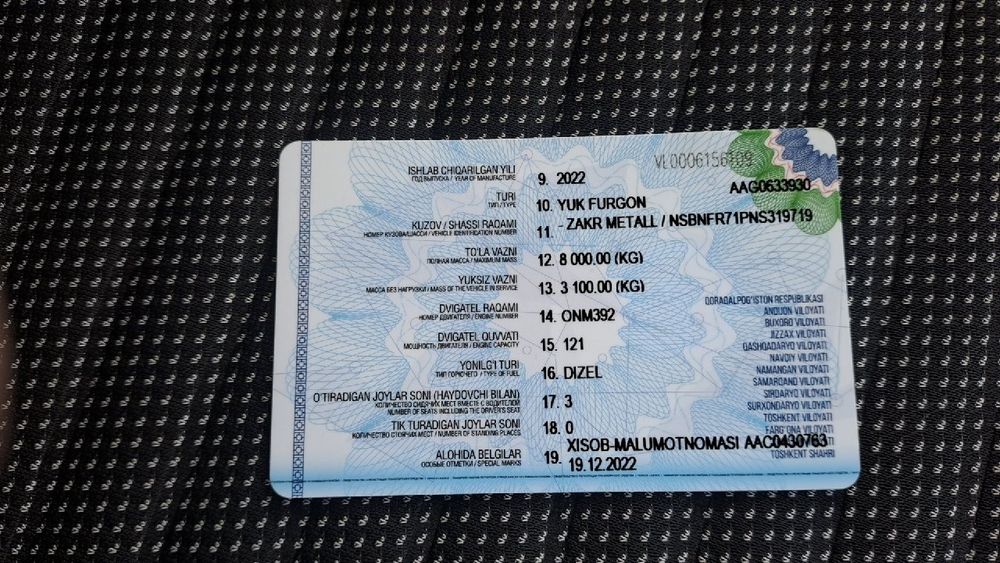 VL0006156109
AAG0633930
ISHLAB CHIQARILGAN YILI
ГОД ВЫПУСКА / YEAR OF MANUFACTURE
9. 2022
TURI
ТИП / TYPE
10. YUK FURGON
KUZOV / SHASSI RAQAMI
НОМЕР КУЗОВА/ШАССИ / VEHICLE IDENTIFICATION NUMBER
11. - ZAKR METALL / NSBNFR71PNS319719
TO'LA VAZNI
ПОЛНАЯ МАССА / MAXIMUM MASS
12. 8 000.00 (KG)
YUKSIZ VAZNI
МАССА БЕЗ НАГРУЗКИ / MASS OF THE VEHICLE IN SERVICE
13. 3 100.00 (KG)
DVIGATEL RAQAMI
НОМЕР ДВИГАТЕЛЯ / ENGINE NUMBER
14. ONM392
DVIGATEL QUVVATI
МОЩНОСТЬ ДВИГАТЕЛЯ / ENGINE CAPACITY
15. 121
YONILG'I TURI
ТИП ГОРЮЧЕГО / TYPE OF FUEL
16. DIZEL
O'TIRADIGAN JOYLAR SONI (HAYDOVCHI BILAN)
КОЛИЧЕСТВО СИДЯЧИХ МЕСТ ВМЕСТЕ С ВОДИТЕЛЕМ
NUMBER OF SEATS INCLUDING THE DRIVER'S SEAT
17. 3
TIK TURADIGAN JOYLAR SONI
КОЛИЧЕСТВО СТОЯЧИХ МЕСТ / NUMBER OF STANDING PLACES
18. 0
ALOHIDA BELGILAR
ОСОБЫЕ ОТМЕТКИ / SPECIAL MARKS
19. XISOB-MALUMOTNOMASI AAC0430763
19.12.2022
QORAQALPOG'ISTON RESPUBLIKASI
ANDIJON VILOYATI
BUXORO VILOYATI
JIZZAX VILOYATI
QASHQADARYO VILOYATI
NAVOIY VILOYATI
NAMANGAN VILOYATI
SAMARQAND VILOYATI
SIRDARYO VILOYATI
SURXONDARYO VILOYATI
TOSHKENT VILOYATI
FARG'ONA VILOYATI
TOSHKENT SHAHRI